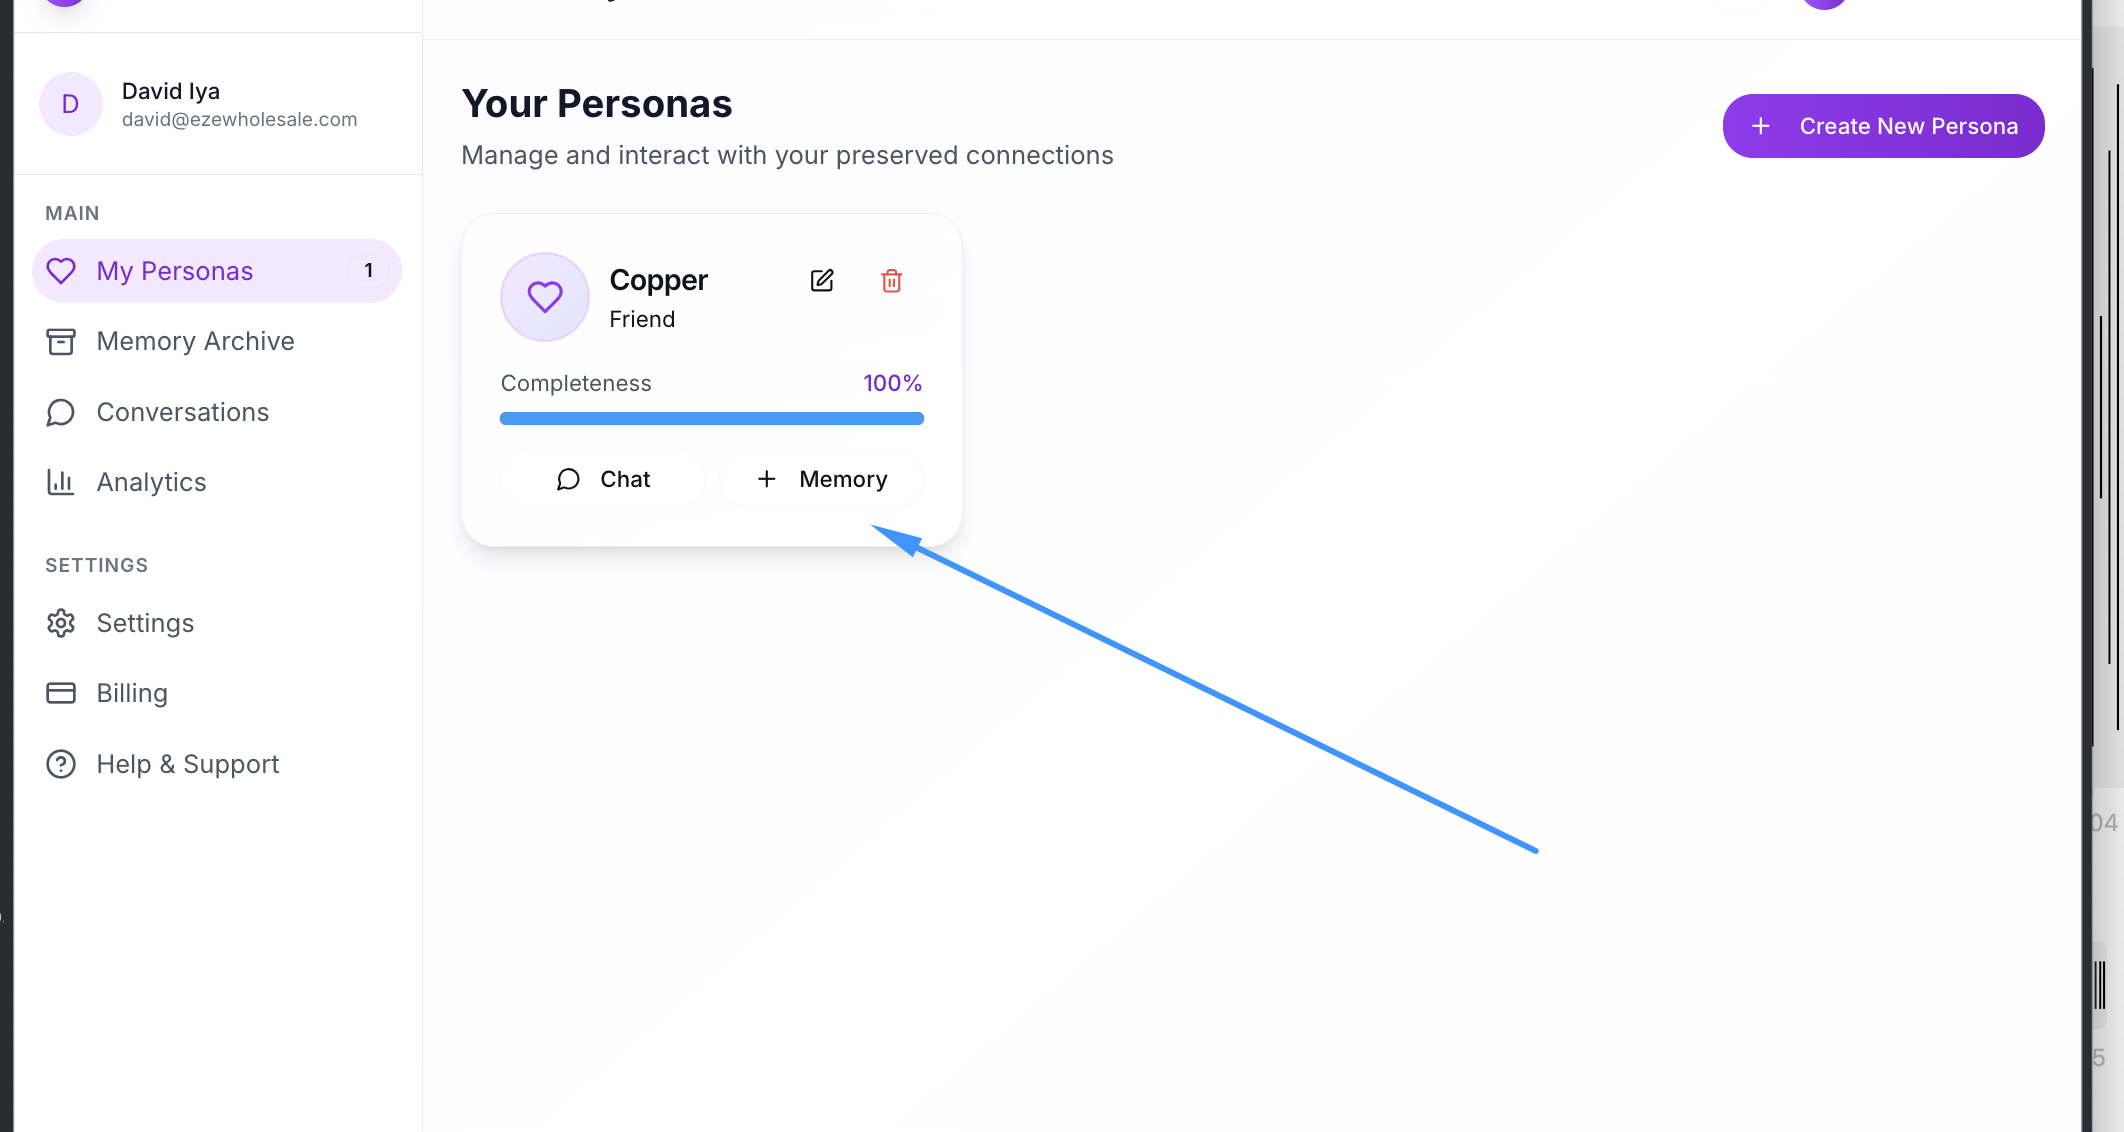 David Iya
david@ezewholesale.com
MAIN
My Personas 1
Memory Archive
Conversations
Analytics
SETTINGS
Settings
Billing
Help & Support
Your Personas
Manage and interact with your preserved connections
+ Create New Persona
Copper
Friend
Completeness 100%
Chat
+ Memory
04
5